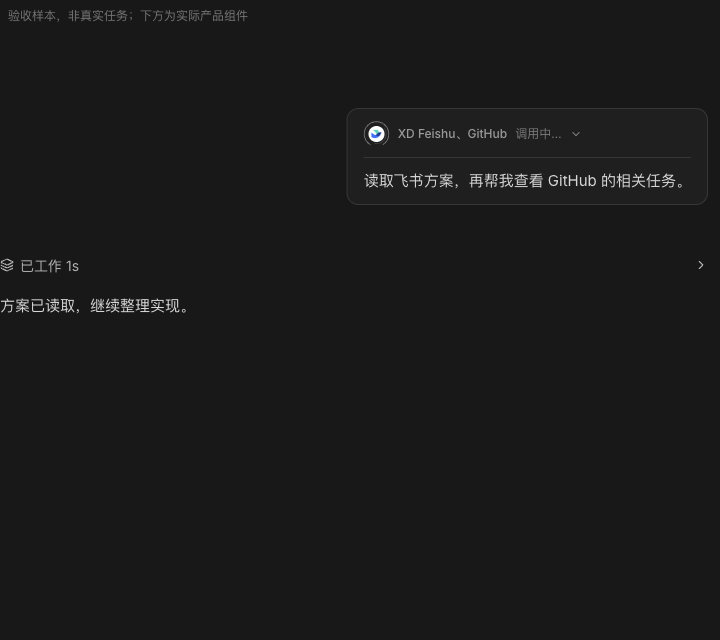 验收样本，非真实任务；下方为实际产品组件
XD Feishu、GitHub 调用中...
读取飞书方案，再帮我查看 GitHub 的相关任务。
已工作 1s
方案已读取，继续整理实现。